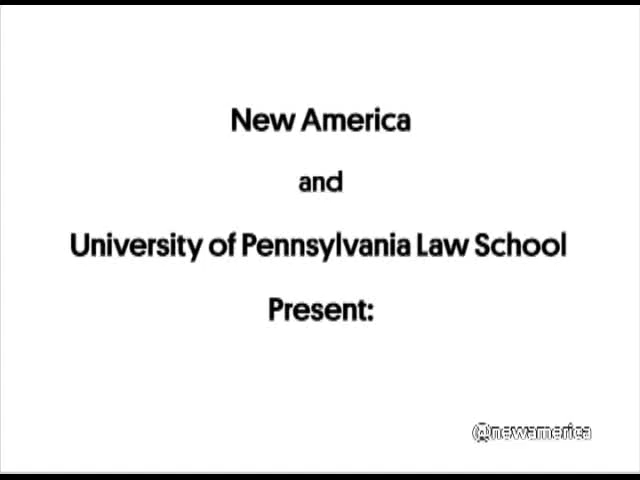 New America
and
University of Pennsylvania Law School
Present:
@newamerica